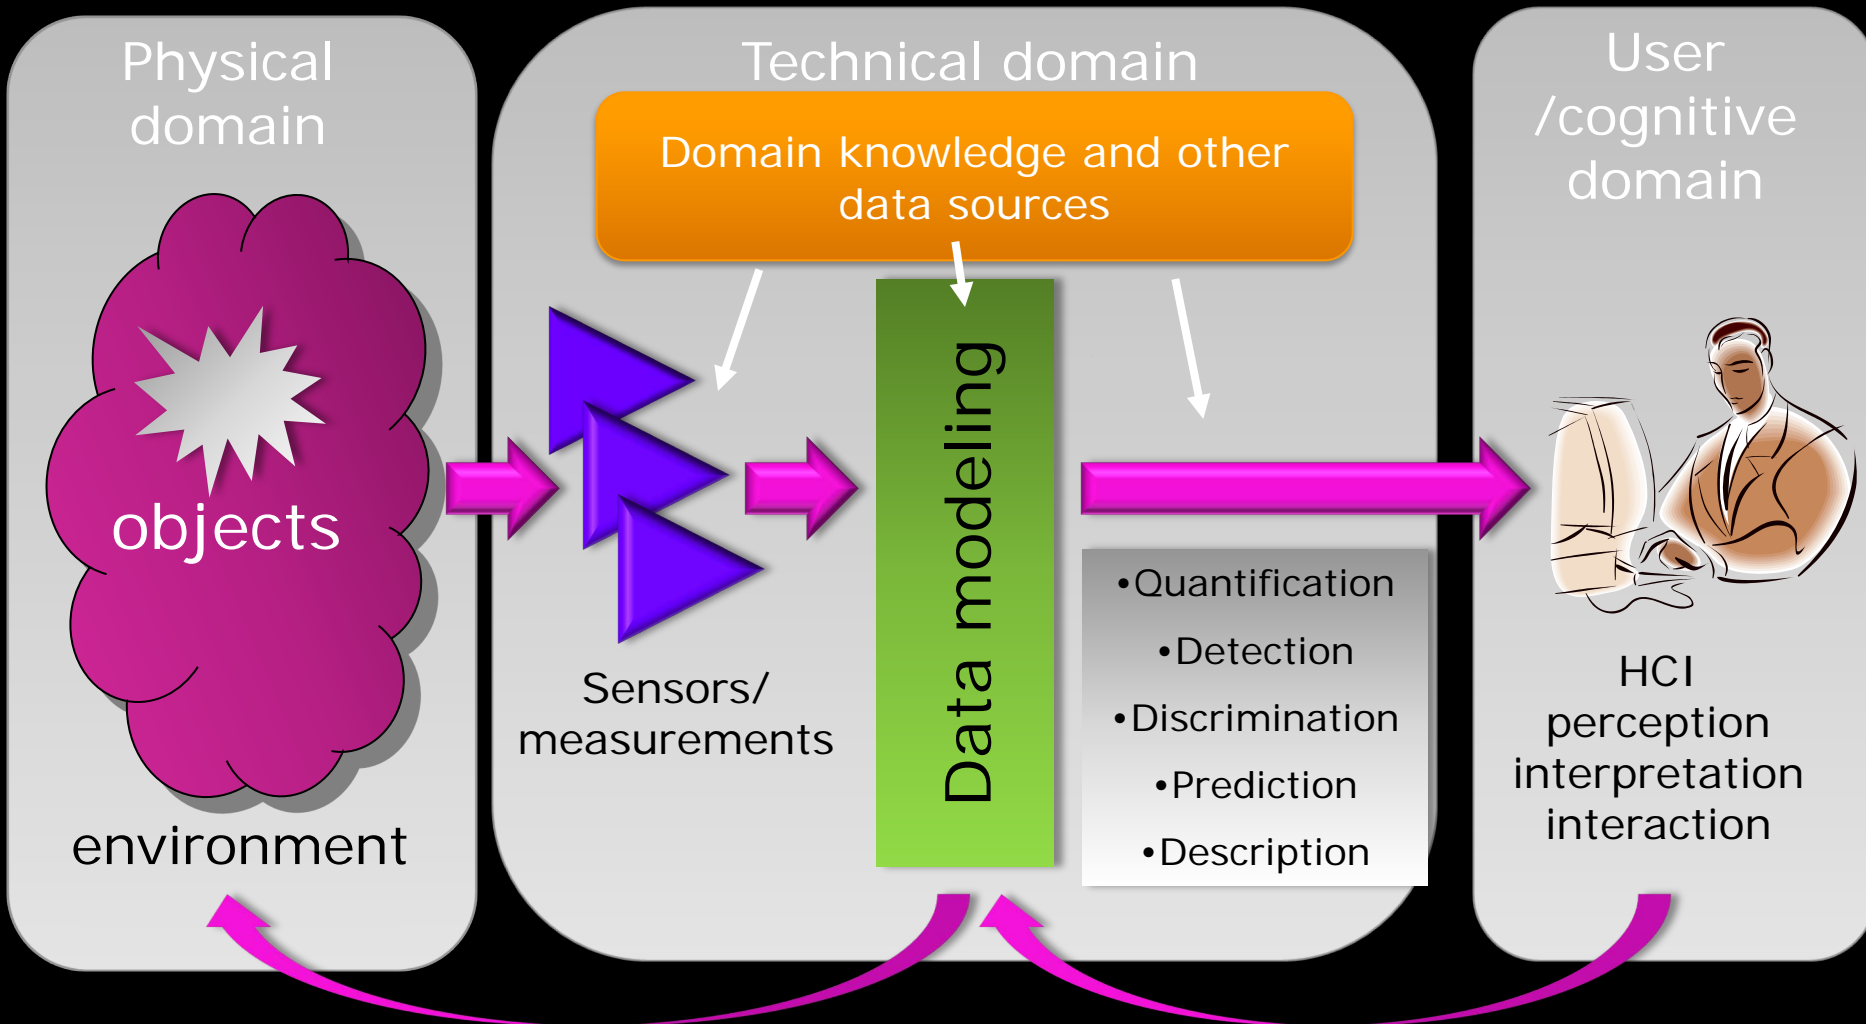 Physical
domain
objects
environment
Technical domain
Domain knowledge and other
data sources
Sensors/
measurements
Data modeling
•Quantification
•Detection
•Discrimination
•Prediction
•Description
User
/cognitive
domain
HCI
perception
interpretation
interaction